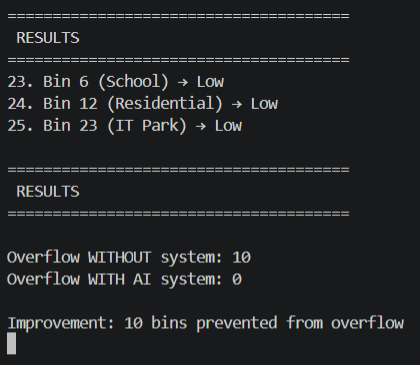 =====================================
RESULTS
=====================================
23. Bin 6 (School) → Low
24. Bin 12 (Residential) → Low
25. Bin 23 (IT Park) → Low
=====================================
RESULTS
=====================================
Overflow WITHOUT system: 10
Overflow WITH AI system: 0
Improvement: 10 bins prevented from overflow